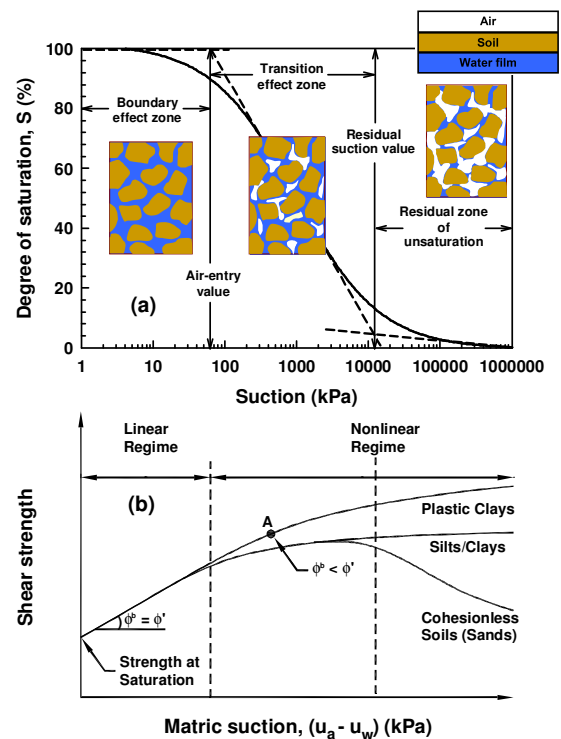 Air
Soil
Water film
100
80
60
40
20
0
Degree of saturation, S (%)
Boundary
effect zone
Transition
effect zone
Residual
suction value
Residual zone
of
unsaturation
Air-entry
value
(a)
1
10
100
1000
10000
100000
1000000
Suction (kPa)
Linear
Regime
Nonlinear
Regime
(b)
A
Plastic Clays
Silts/Clays
ϕᵇ < ϕ'
ϕᵇ = ϕ'
Cohesionless
Soils (Sands)
Strength at
Saturation
Shear strength
Matric suction, (uₐ - u_w) (kPa)